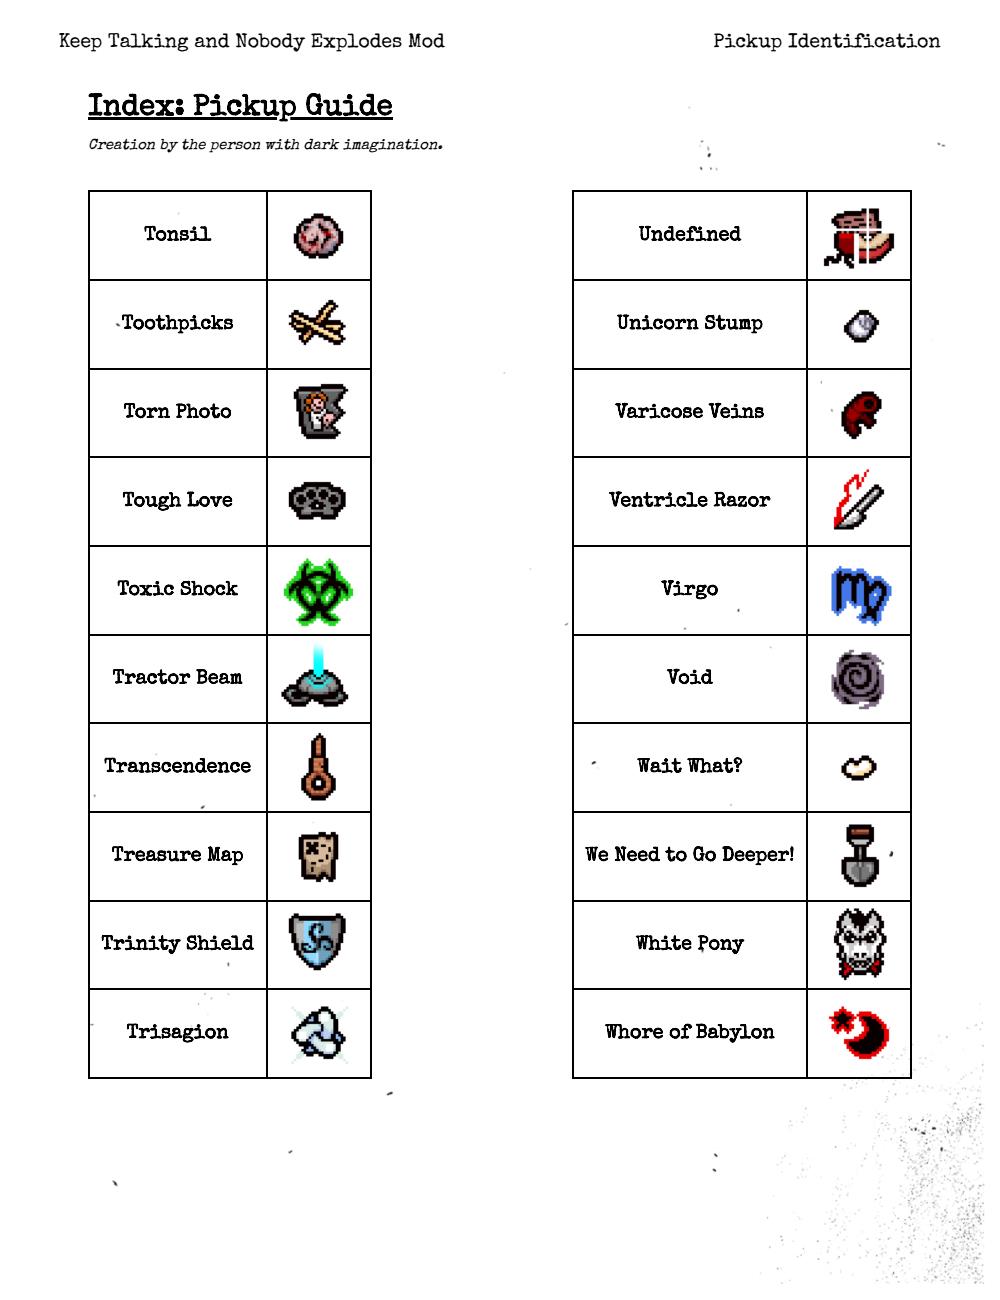 Keep Talking and Nobody Explodes Mod
Pickup Identification
Index: Pickup Guide
Creation by the person with dark imagination.
Tonsil
Toothpicks
Torn Photo
Tough Love
Toxic Shock
Tractor Beam
Transcendence
Treasure Map
Trinity Shield
Trisagion
Undefined
Unicorn Stump
Varicose Veins
Ventricle Razor
Virgo
Void
Wait What?
We Need to Go Deeper!
White Pony
Whore of Babylon